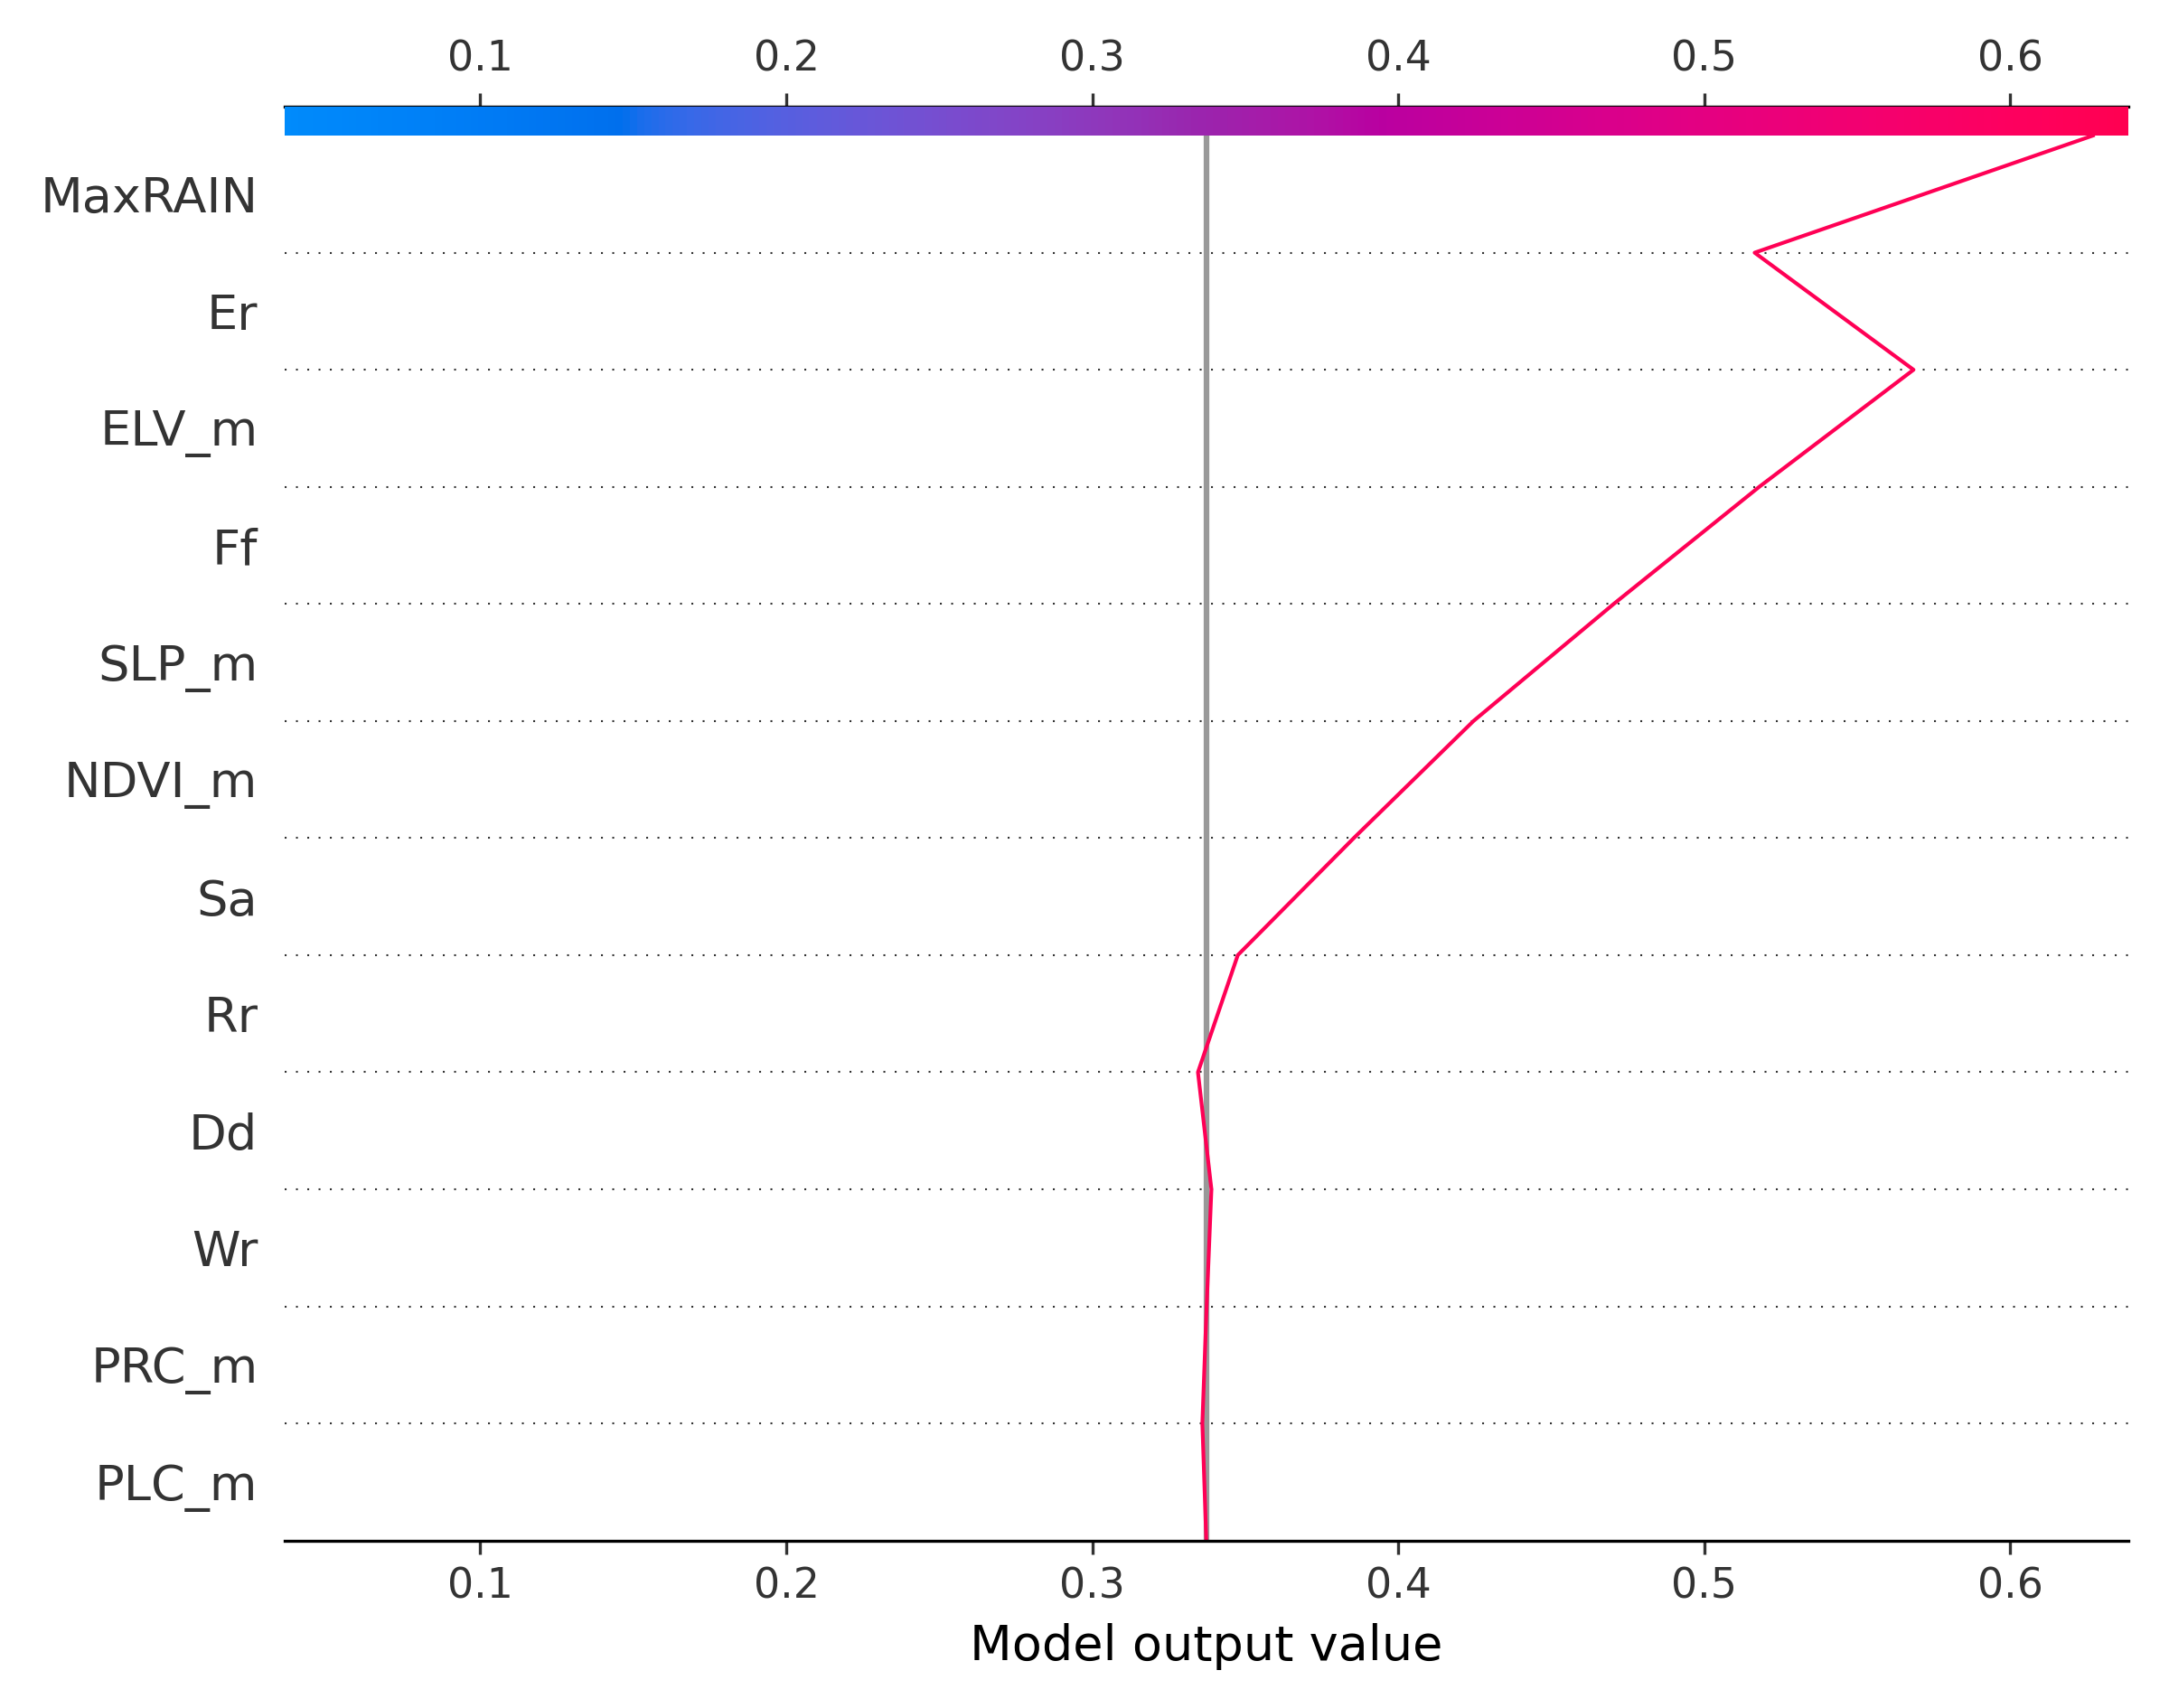 0.1 0.2 0.3 0.4 0.5 0.6
MaxRAIN
Er
ELV_m
Ff
SLP_m
NDVI_m
Sa
Rr
Dd
Wr
PRC_m
PLC_m
0.1 0.2 0.3 0.4 0.5 0.6
Model output value